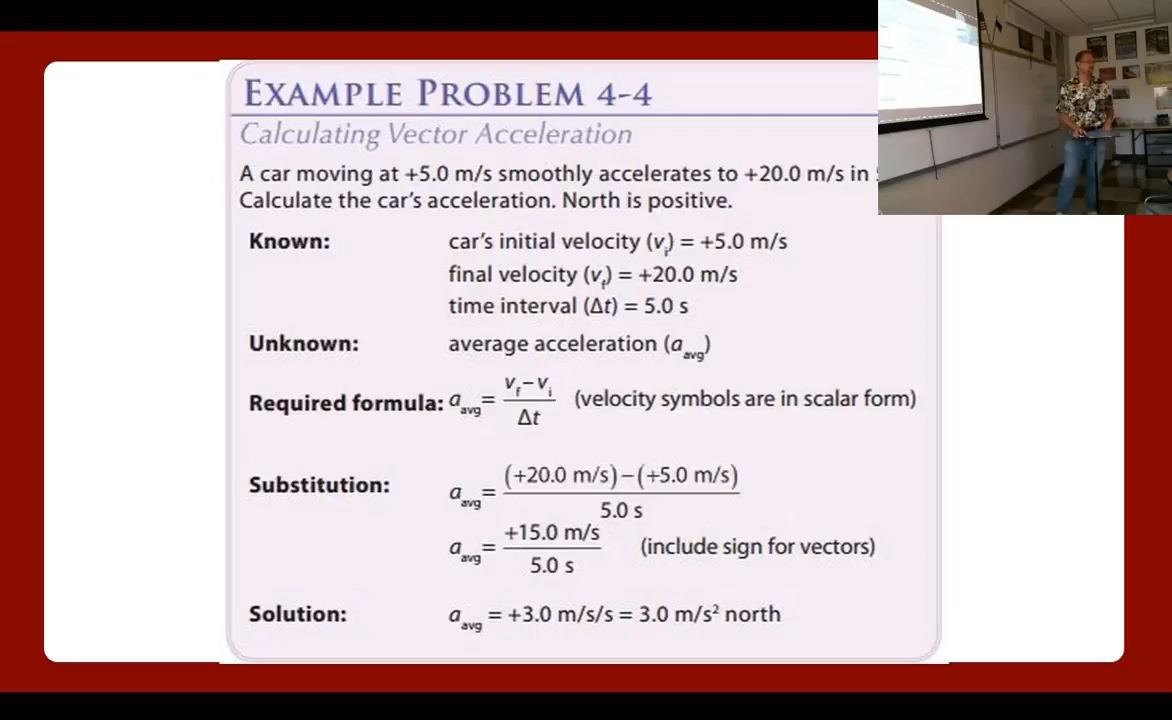 EXAMPLE PROBLEM 4-4
Calculating Vector Acceleration
A car moving at +5.0 m/s smoothly accelerates to +20.0 m/s in
Calculate the car's acceleration. North is positive.
Known: car's initial velocity (vᵢ) = +5.0 m/s
final velocity (v_f) = +20.0 m/s
time interval (Δt) = 5.0 s
Unknown: average acceleration (a_avg)
Required formula: a_avg = (v_f − v_i) / Δt (velocity symbols are in scalar form)
Substitution: a_avg = (+20.0 m/s) − (+5.0 m/s) / 5.0 s
a_avg = +15.0 m/s / 5.0 s (include sign for vectors)
Solution: a_avg = +3.0 m/s/s = 3.0 m/s² north